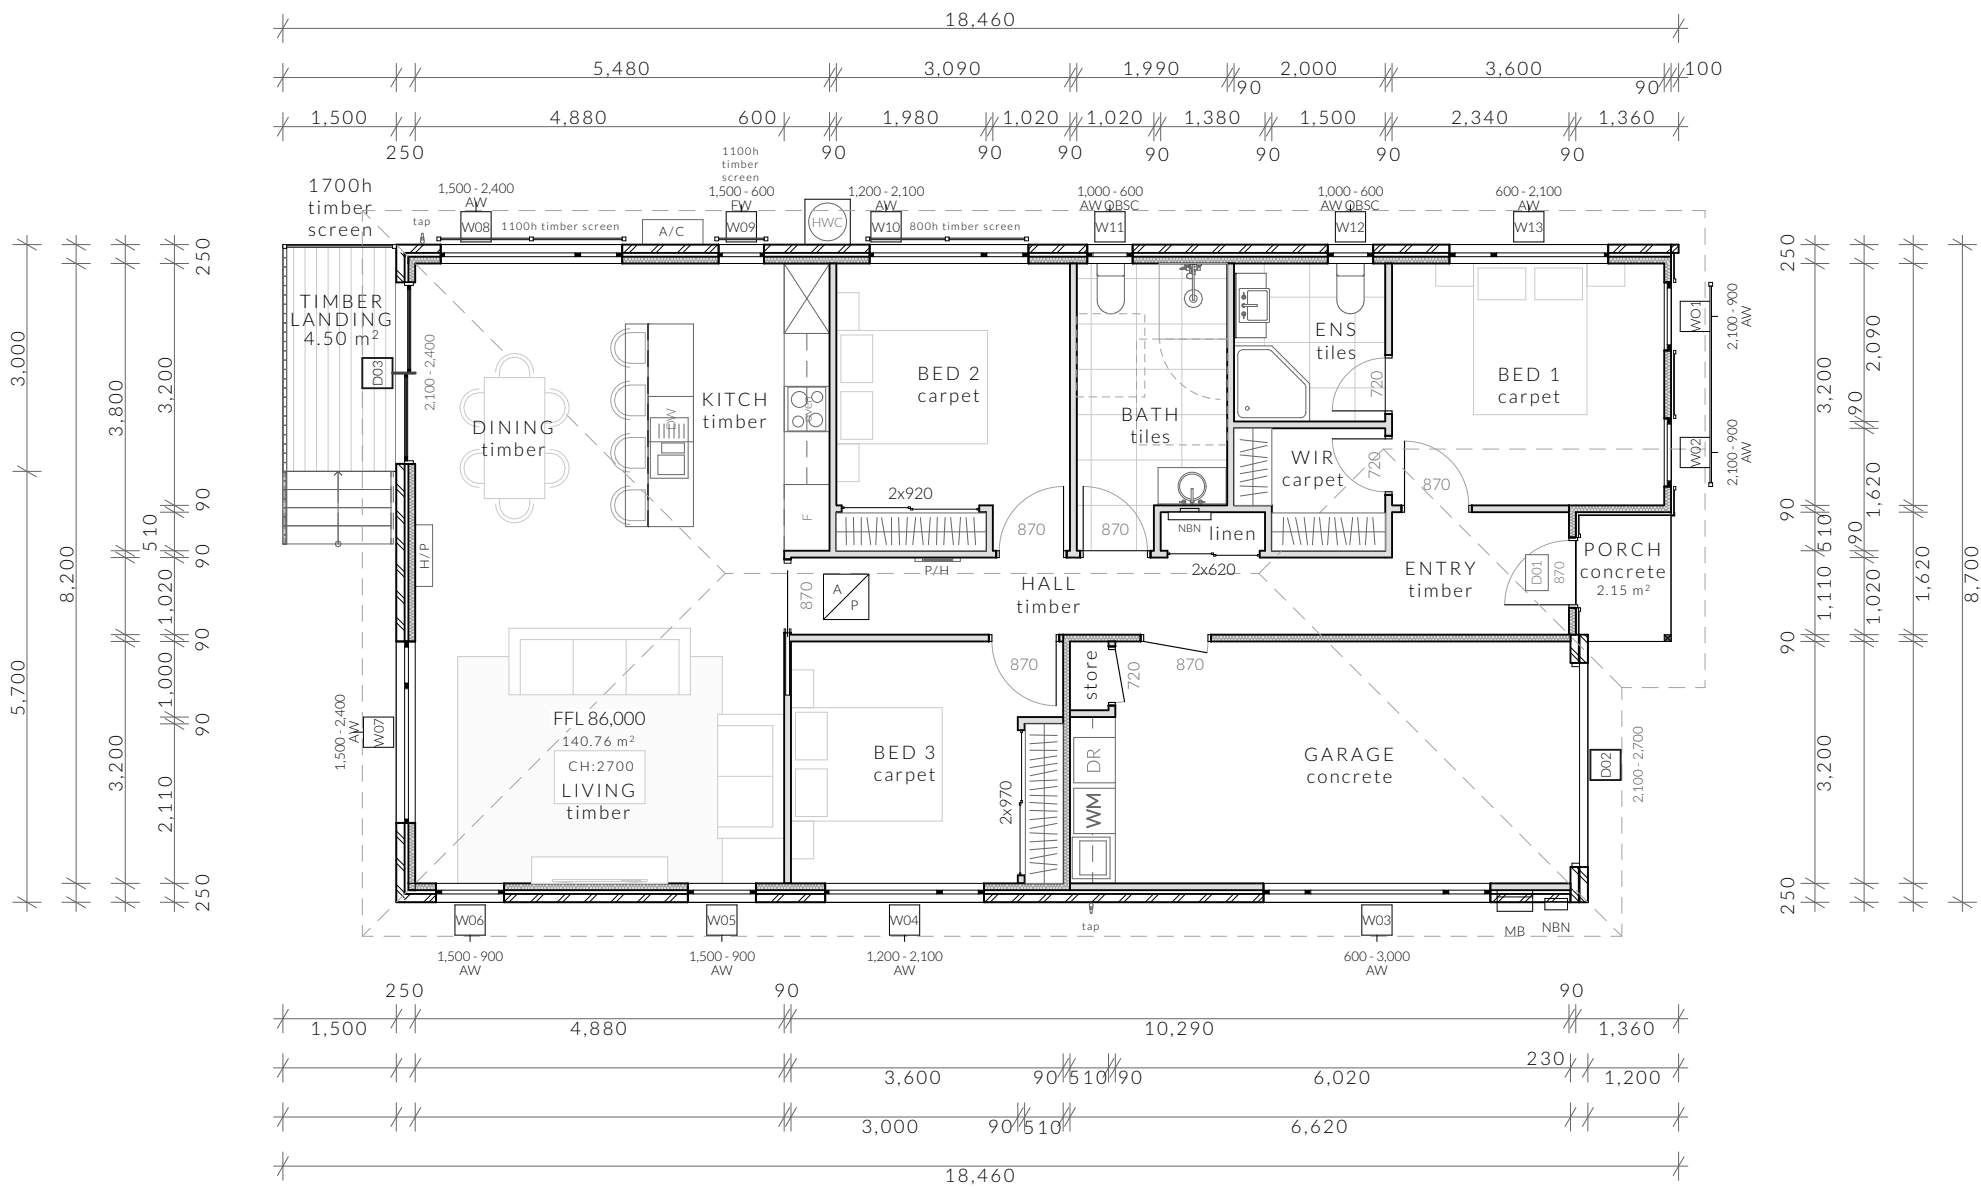 18,460
5,480
3,090
1,990
90
2,000
3,600
90
100
1,500
250
4,880
600
90
1,980
90
1,020
90
1,020
90
1,380
90
1,500
90
2,340
90
1,360
1700h
timber
screen
tap
1,500 - 2,400
AW
W08
1100h timber screen
A/C
1100h
timber
screen
1,500 - 600
FW
W09
HWC
1,200 - 2,100
AW
W10
800h timber screen
1,000 - 600
AW OBSC
W11
1,000 - 600
AW OBSC
W12
600 - 2,100
AW
W13
3,000
5,700
8,200
3,800
3,200
250
3,200
90
510
90
1,020
90
1,000
90
2,110
250
TIMBER
LANDING
4.50 m²
D03
2,100 - 2,400
DINING
timber
DW
KITCH
timber
oven
F
H/P
BED 2
carpet
2x920
P/H
BATH
tiles
870
870
ENS
tiles
720
WIR
carpet
720
NBN
linen
2x620
BED 1
carpet
870
WO1
2,100 - 900
AW
W02
2,100 - 900
AW
ENTRY
timber
D01
870
PORCH
concrete
2.15 m²
HALL
timber
870
A
P
870
store
720
870
FFL 86,000
140.76 m²
CH:2700
LIVING
timber
1,500 - 2,400
AW
W07
BED 3
carpet
2x970
DR
WM
GARAGE
concrete
D02
2,100 - 2,700
250
3,200
90
510
1,110
90
3,200
250
2,090
90
1,620
90
1,020
1,620
8,700
W06
1,500 - 900
AW
W05
1,500 - 900
AW
W04
1,200 - 2,100
AW
tap
W03
600 - 3,000
AW
MB
NBN
1,500
250
4,880
90
10,290
90
1,360
3,600
90
510
90
6,020
230
1,200
3,000
90
510
6,620
18,460